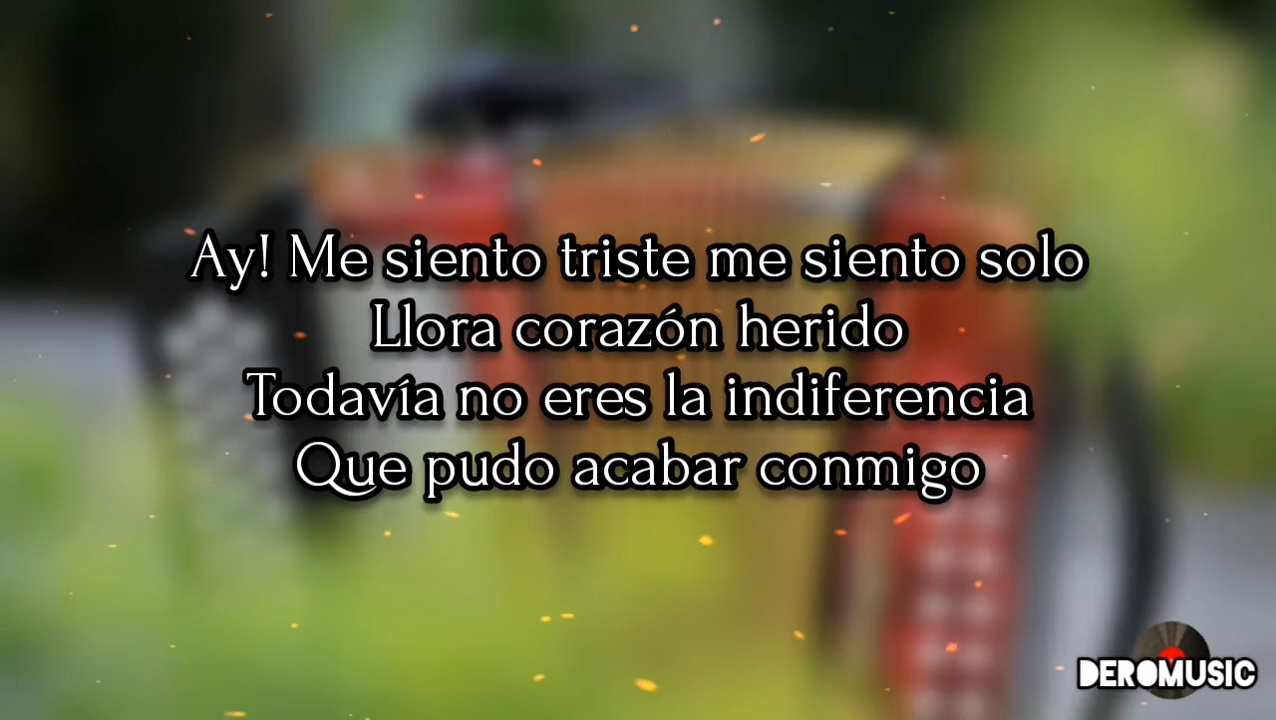 Ay! Me siento triste me siento solo
Llora corazón herido
Todavía no eres la indiferencia
Que pudo acabar conmigo
DEROMUSIC